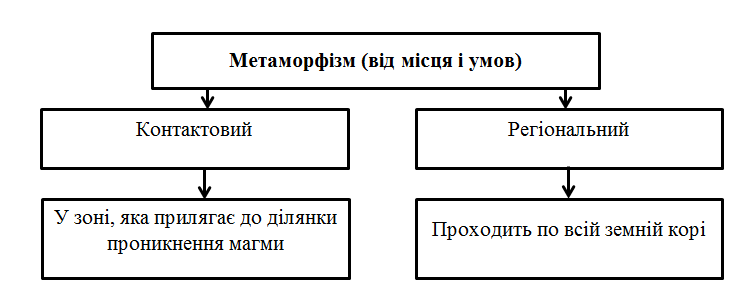 Метаморфізм (від місця і умов)
Контактовий
Регіональний
У зоні, яка прилягає до ділянки
проникнення магми
Проходить по всій земній корі